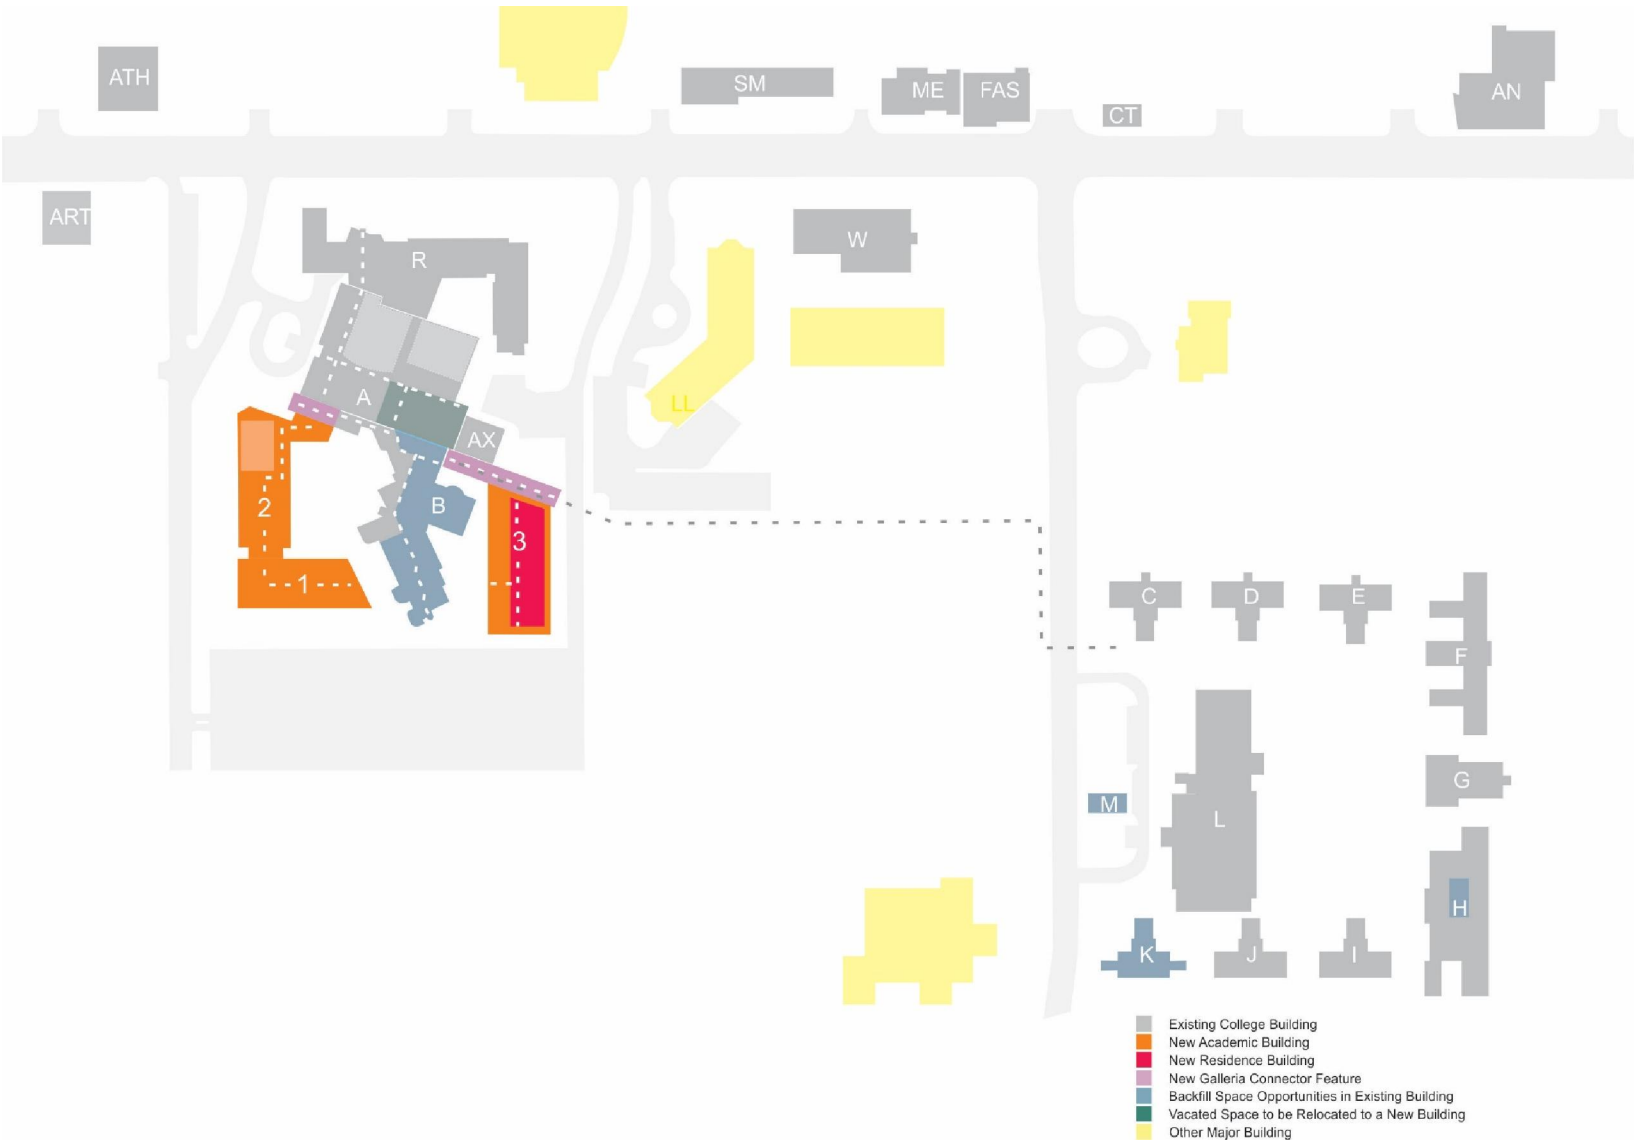 ATH
SM
ME
FAS
CT
AN
ART
R
W
A
LL
AX
2
B
3
1
C
D
E
F
G
M
L
H
K
J
I
Existing College Building
New Academic Building
New Residence Building
New Galleria Connector Feature
Backfill Space Opportunities in Existing Building
Vacated Space to be Relocated to a New Building
Other Major Building